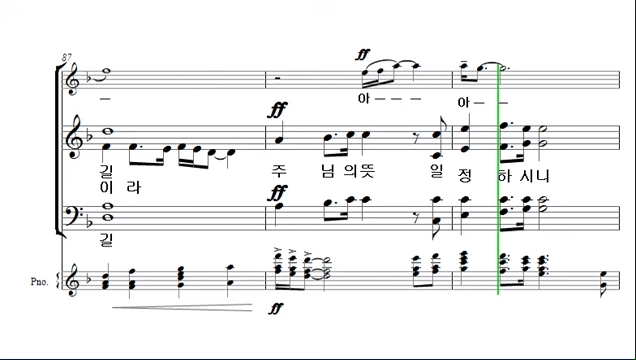 87
ff
아 — — —
아 — —
ff
길 주 님 의 뜻 일 정 하 시 니
이 라
ff
길
Pno.
ff